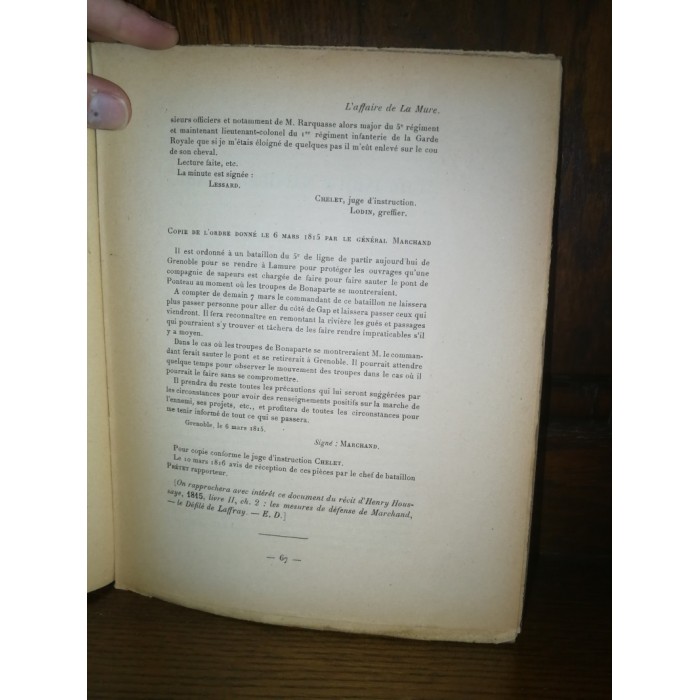 L'affaire de La Mure.
sieurs officiers et notamment de M. Rarquasse alors major du 5e régiment
et maintenant lieutenant-colonel du 1er régiment infanterie de la Garde
Royale que si je m'étais éloigné de quelques pas il m'eût enlevé sur le cou
de son cheval.
Lecture faite, etc.
La minute est signée :
Lessard.
Chelet, juge d'instruction.
Lodin, greffier.
Copie de l'ordre donné le 6 mars 1815 par le général Marchand
Il est ordonné à un bataillon du 5e de ligne de partir aujourd'hui de
Grenoble pour se rendre à Lamure pour protéger les ouvrages qu'une
compagnie de sapeurs est chargée de faire pour faire sauter le pont de
Ponteau au moment où les troupes de Bonaparte se montreraient.
A compter de demain 7 mars le commandant de ce bataillon ne laissera
plus passer personne pour aller du côté de Gap et laissera passer ceux qui
viendront. Il fera reconnaître en remontant la rivière les gués et passages
qui pourraient s'y trouver et tâchera de les faire rendre impraticables s'il
y a moyen.
Dans le cas où les troupes de Bonaparte se montreraient M. le comman-
dant ferait sauter le pont et se retirerait à Grenoble. Il pourrait attendre
quelque temps pour observer le mouvement des troupes dans le cas où il
pourrait le faire sans se compromettre.
Il prendra du reste toutes les précautions qui lui seront suggérées par
les circonstances pour avoir des renseignements positifs sur la marche de
l'ennemi, ses projets, etc., et profitera de toutes les circonstances pour
me tenir informé de tout ce qui se passera.
Grenoble, le 6 mars 1815.
Signé : Marchand.
Pour copie conforme le juge d'instruction Chelet.
Le 10 mars 1816 avis de réception de ces pièces par le chef de bataillon
Prétet rapporteur.
[On rapprochera avec intérêt ce document du récit d'Henry Hous-
saye, 1815, livre II, ch. 2 : les mesures de défense de Marchand,
— le Défilé de Laffray. — E. D.]
— 67 —